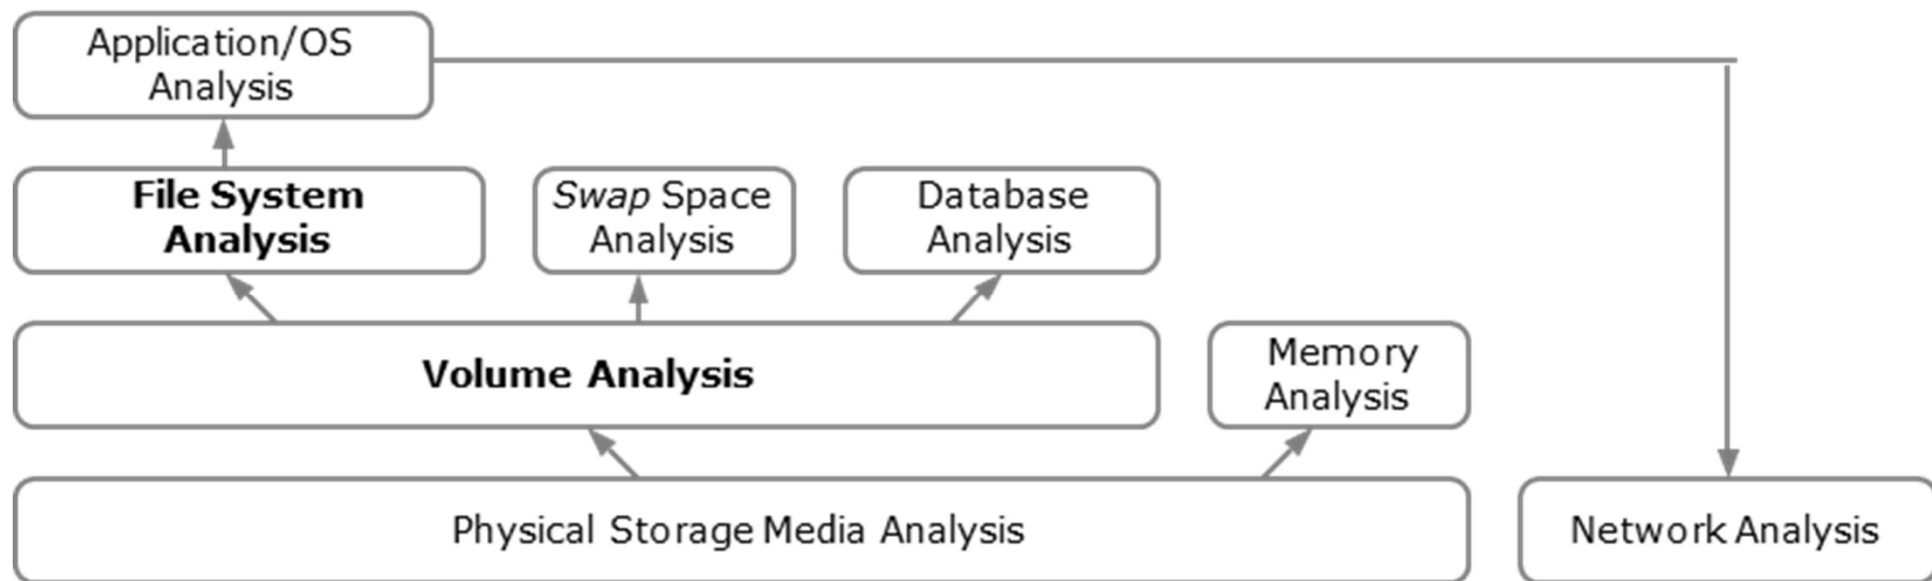 Application/OS
Analysis
File System
Analysis
Swap Space
Analysis
Database
Analysis
Volume Analysis
Memory
Analysis
Physical Storage Media Analysis
Network Analysis